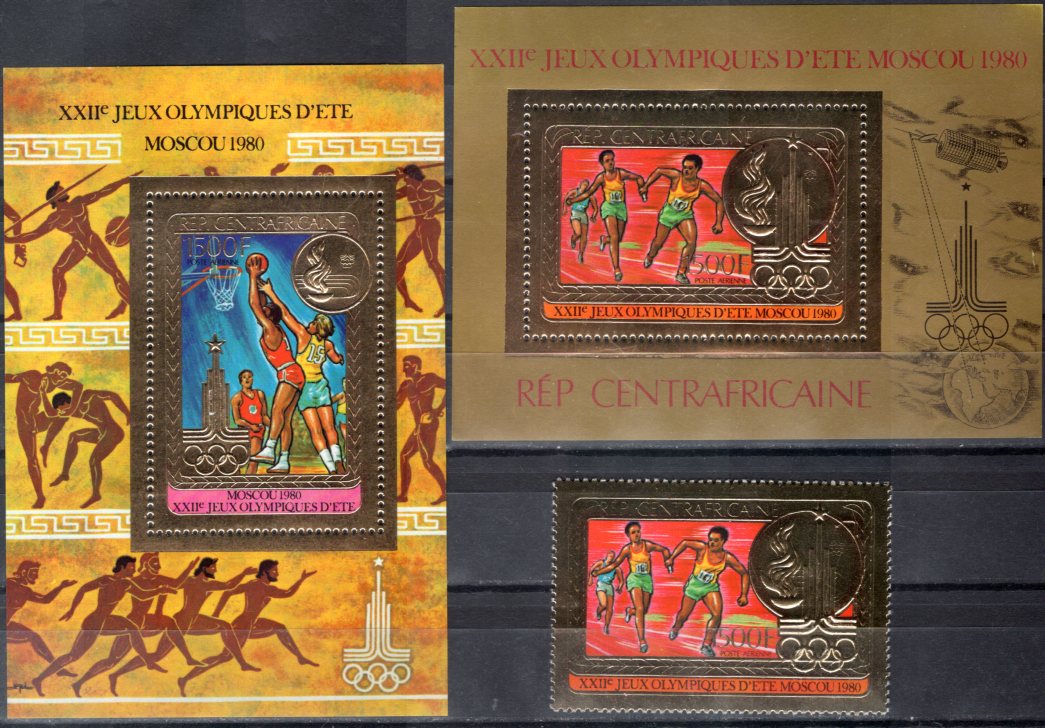 XXIIe JEUX OLYMPIQUES D'ETE
MOSCOU 1980
RÉP CENTRAFRICAINE
1500F
POSTE AERIENNE
15
MOSCOU 1980
XXIIe JEUX OLYMPIQUES D'ETE
XXIIe JEUX OLYMPIQUES D'ETE MOSCOU 1980
RÉP CENTRAFRICAINE
500F
POSTE AERIENNE
XXIIe JEUX OLYMPIQUES D'ETE MOSCOU 1980
RÉP CENTRAFRICAINE
RÉP CENTRAFRICAINE
500F
POSTE AERIENNE
XXIIe JEUX OLYMPIQUES D'ETE MOSCOU 1980